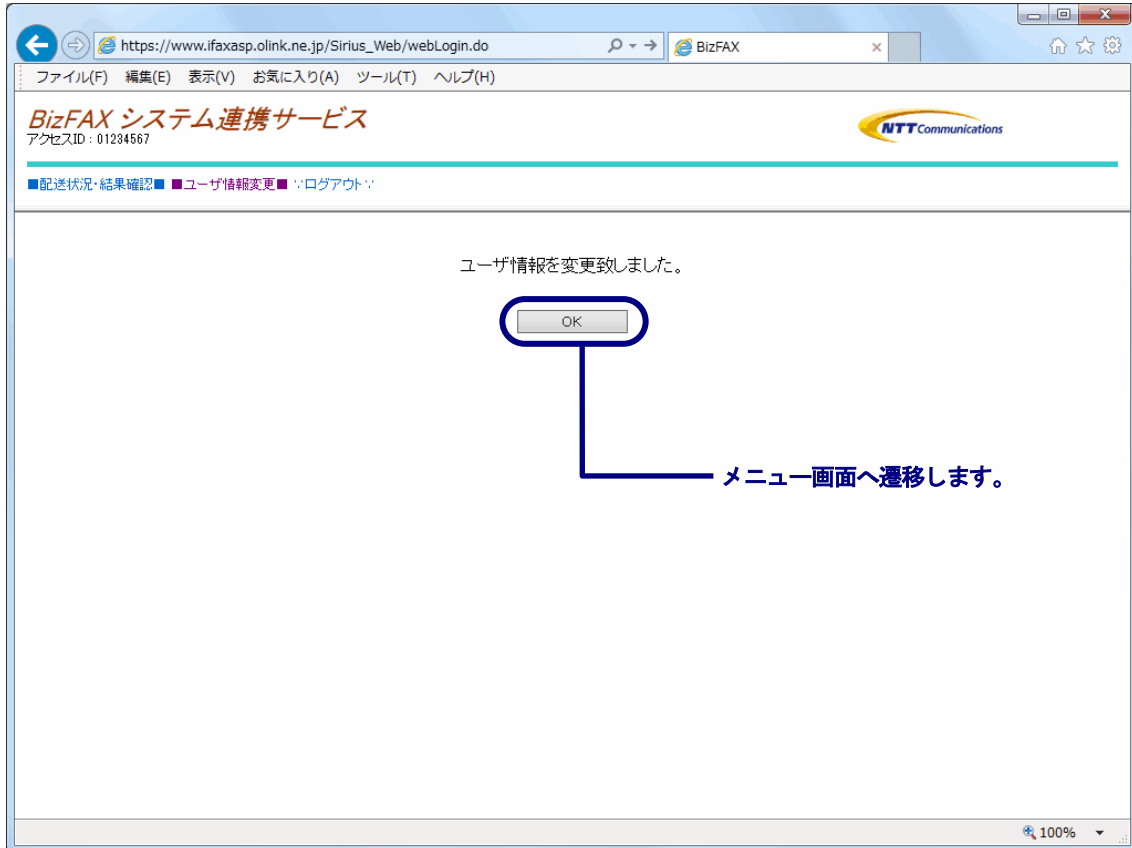 https://www.ifaxasp.olink.ne.jp/Sirius_Web/webLogin.do
BizFAX
ファイル(F) 編集(E) 表示(V) お気に入り(A) ツール(T) ヘルプ(H)
BizFAX システム連携サービス
アクセスID:01234567
NTT Communications
■配送状況・結果確認■ ■ユーザ情報変更■ ∵ログアウト∵
ユーザ情報を変更致しました。
OK
メニュー画面へ遷移します。
100%